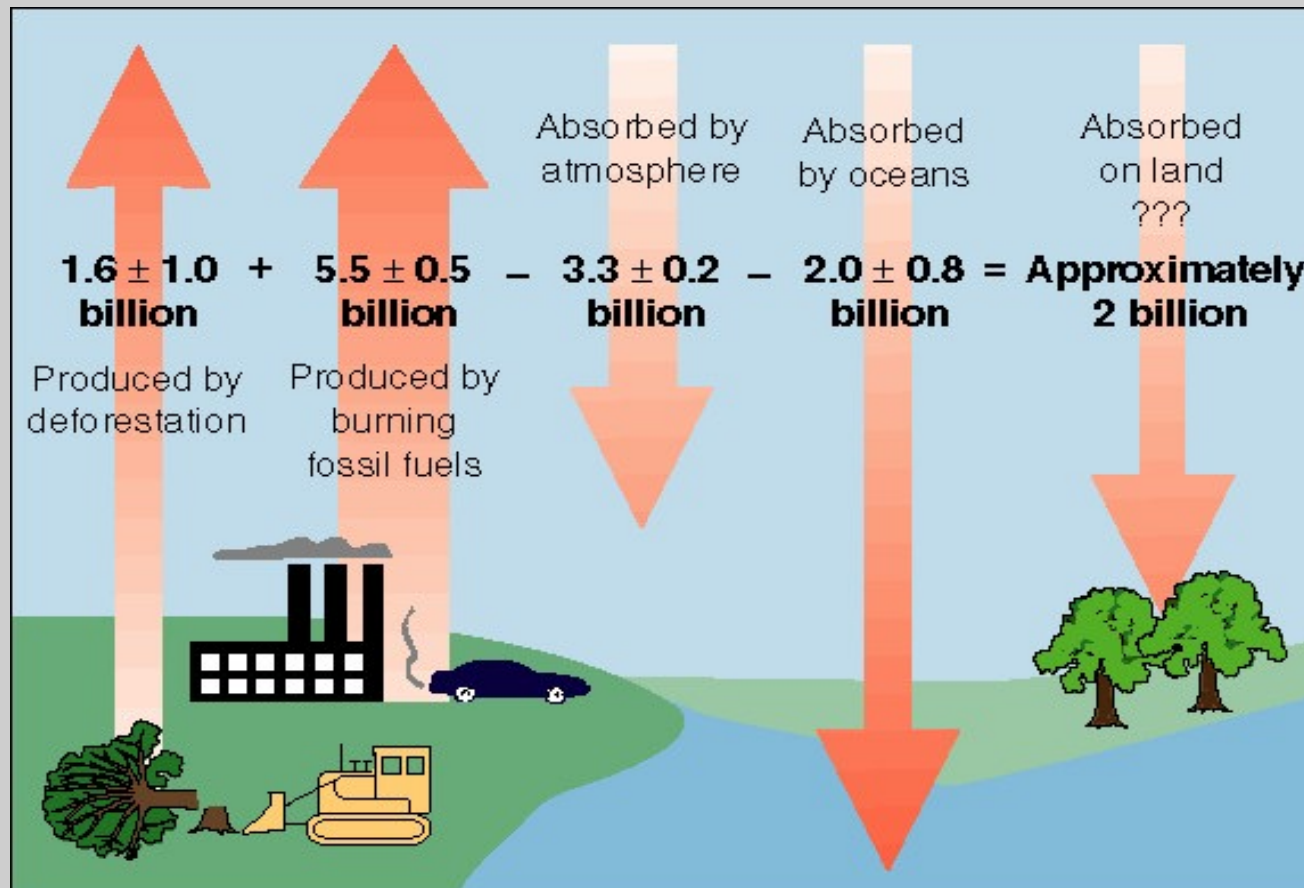 Absorbed by
atmosphere
Absorbed
by oceans
Absorbed
on land
???
1.6 ± 1.0 + 5.5 ± 0.5 – 3.3 ± 0.2 – 2.0 ± 0.8 = Approximately
billion billion billion billion 2 billion
Produced by
deforestation
Produced by
burning
fossil fuels